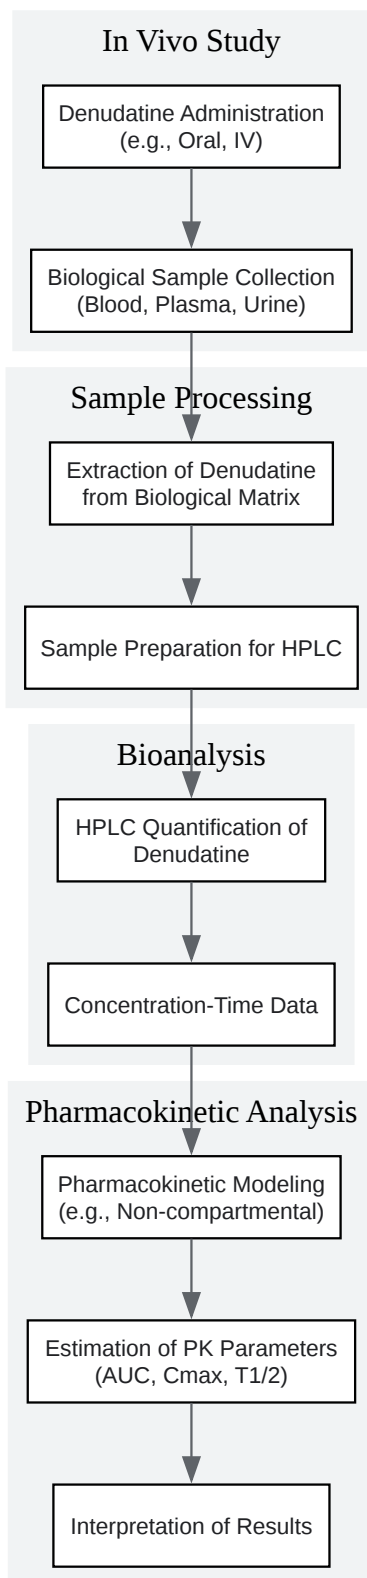 In Vivo Study
Denudatine Administration
(e.g., Oral, IV)
Biological Sample Collection
(Blood, Plasma, Urine)
Sample Processing
Extraction of Denudatine
from Biological Matrix
Sample Preparation for HPLC
Bioanalysis
HPLC Quantification of
Denudatine
Concentration-Time Data
Pharmacokinetic Analysis
Pharmacokinetic Modeling
(e.g., Non-compartmental)
Estimation of PK Parameters
(AUC, Cmax, T1/2)
Interpretation of Results